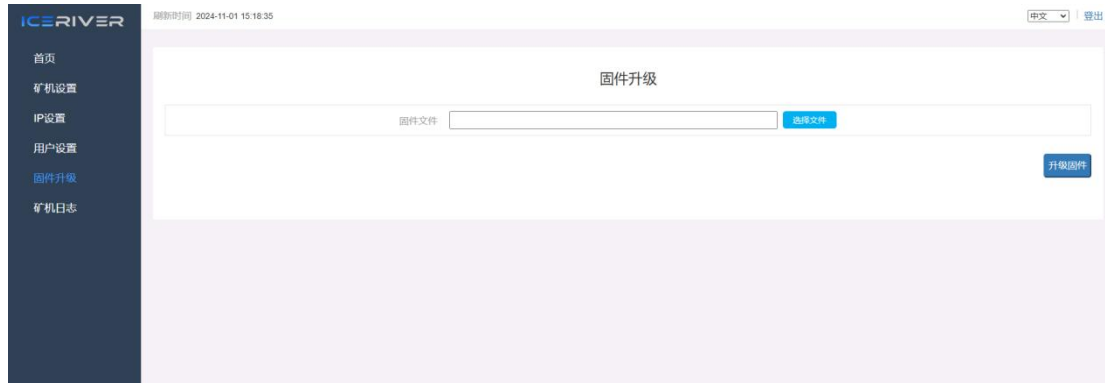 ICERIVER
刷新时间 2024-11-01 15:18:35
中文
登出
首页
矿机设置
IP设置
用户设置
固件升级
矿机日志
固件升级
固件文件
选择文件
升级固件